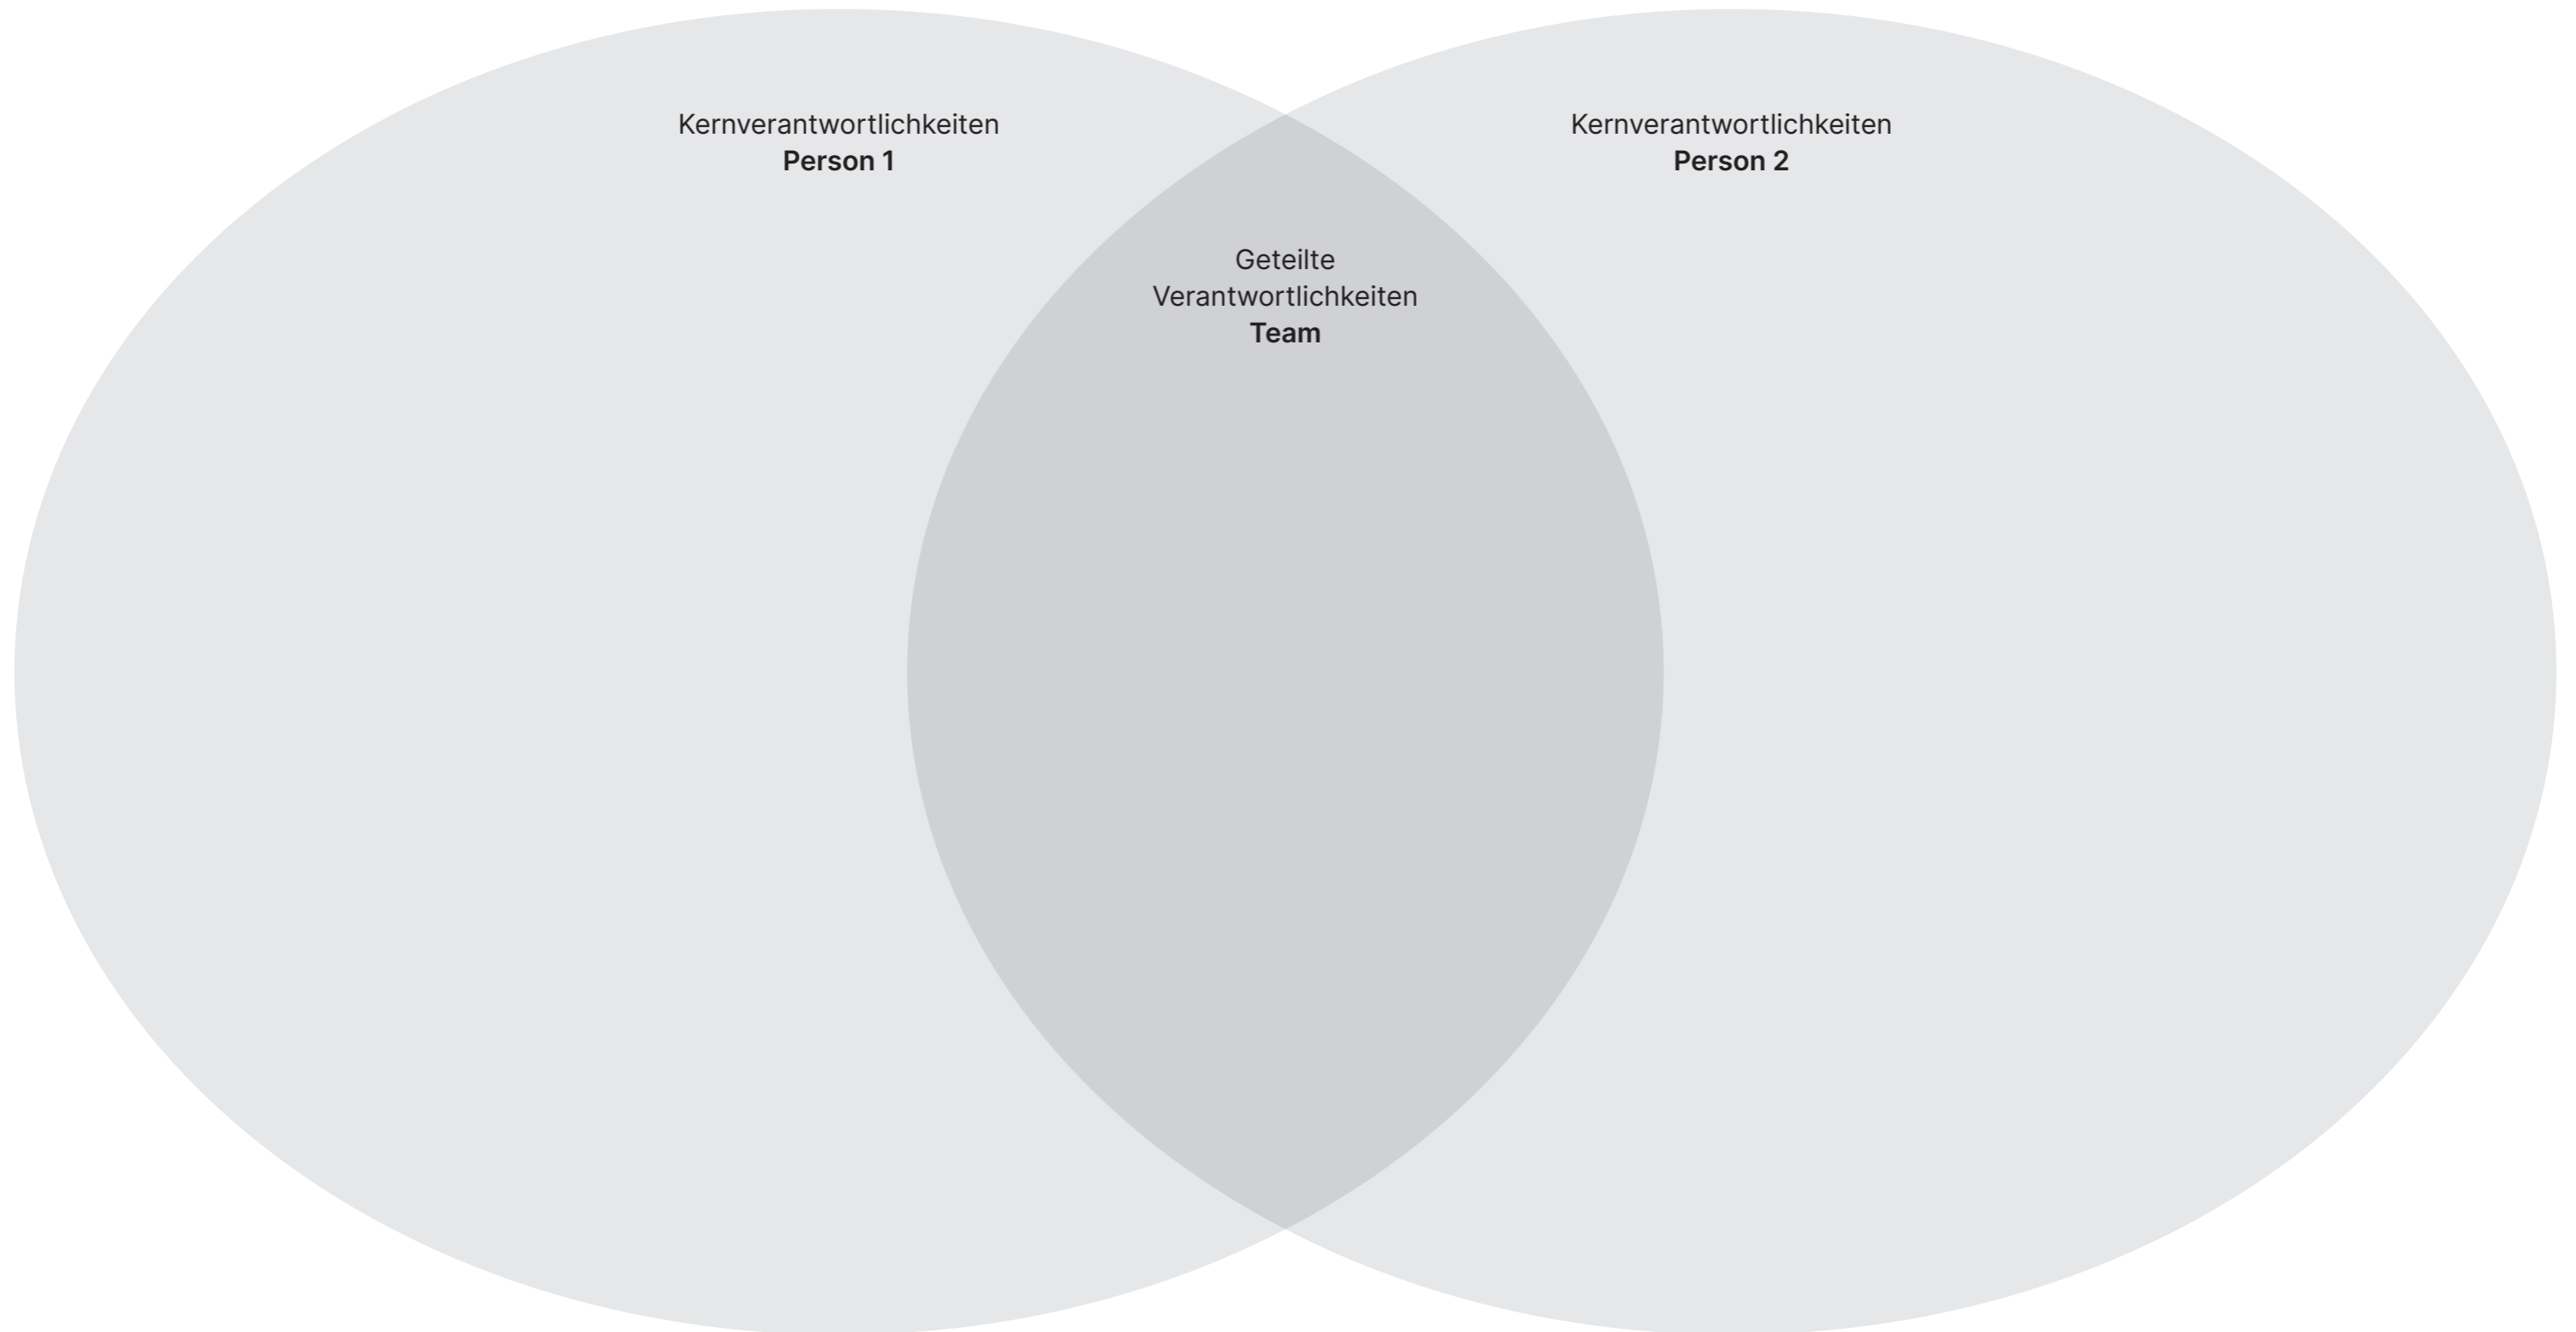 Kernverantwortlichkeiten
Person 1
Kernverantwortlichkeiten
Person 2
Geteilte
Verantwortlichkeiten
Team